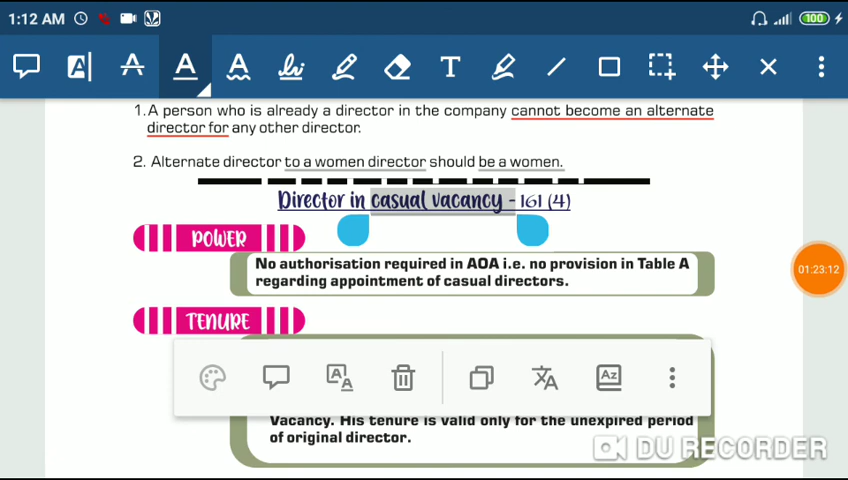 1:12 AM 100
A A A A T
1.A person who is already a director in the company cannot become an alternate
director for any other director.
2. Alternate director to a women director should be a women.
Director in casual vacancy - 161 (4)
POWER
No authorisation required in AOA i.e. no provision in Table A
regarding appointment of casual directors.
01:23:12
TENURE
A A 文A Az
Vacancy. His tenure is valid only for the unexpired period
of original director.
DU RECORDER